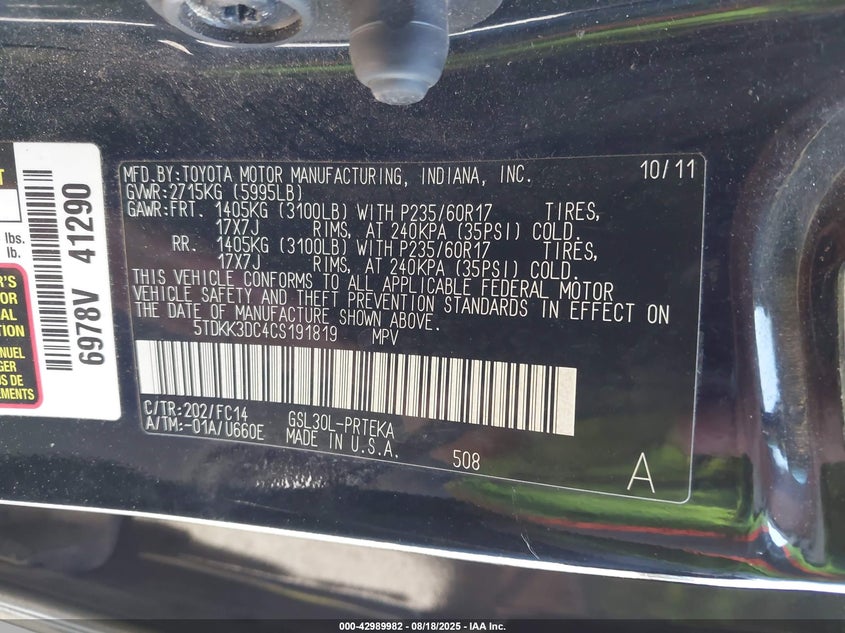 MFD.BY:TOYOTA MOTOR MANUFACTURING, INDIANA, INC. 10/11
GVWR:2715KG (5995LB)
GAWR:FRT. 1405KG (3100LB) WITH P235/60R17 TIRES,
17X7J RIMS, AT 240KPA (35PSI) COLD.
RR. 1405KG (3100LB) WITH P235/60R17 TIRES,
17X7J RIMS, AT 240KPA (35PSI) COLD.
THIS VEHICLE CONFORMS TO ALL APPLICABLE FEDERAL MOTOR
VEHICLE SAFETY AND THEFT PREVENTION STANDARDS IN EFFECT ON
THE DATE OF MANUFACTURE SHOWN ABOVE.
5TDKK3DC4CS191819 MPV
C/TR:202/FC14 GSL30L-PRTEKA
A/TM:-01A/U660E MADE IN U.S.A.
508
A
6978V 41290
lbs.
lb.
000-42989982 - 08/18/2025 - IAA Inc.